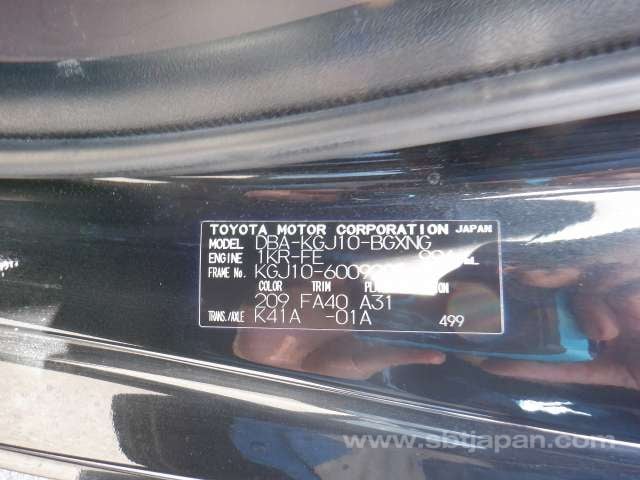 TOYOTA MOTOR CORPORATION JAPAN
MODEL DBA-KGJ10-BGXNG
ENGINE 1KR-FE
FRAME No. KGJ10-6009
COLOR TRIM
209 FA40 A31
TRANS./AXLE K41A -01A 499
www.sbtjapan.com